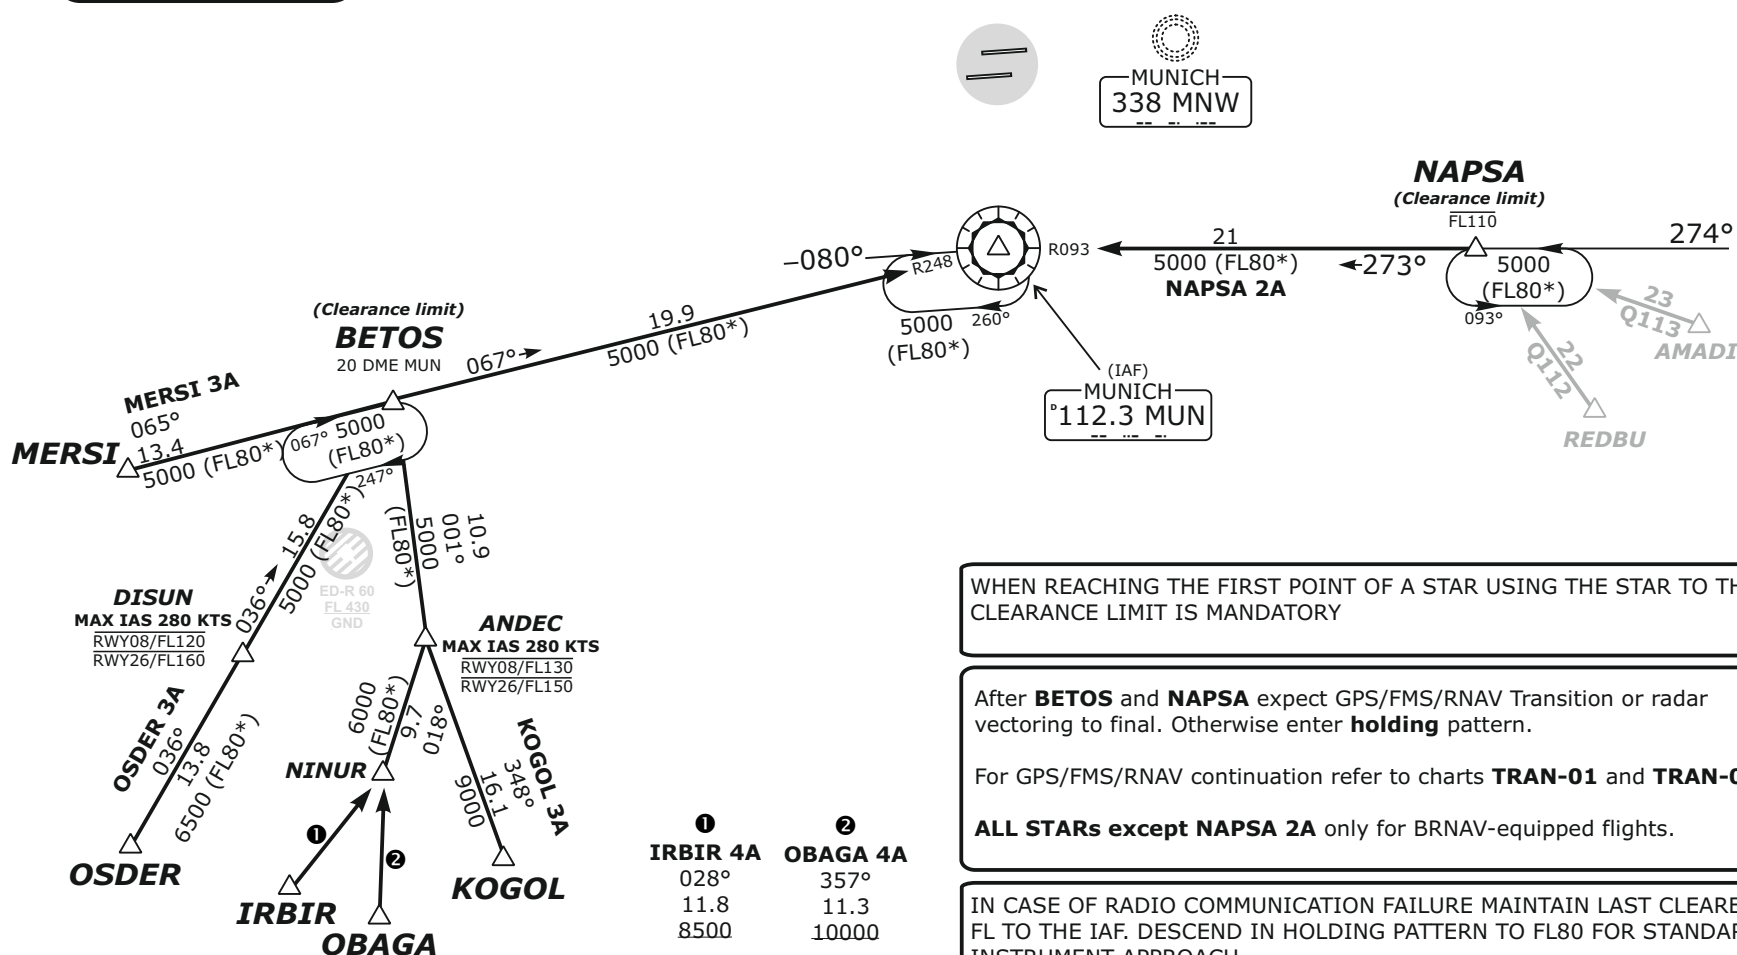 MUNICH
338 MNW
NAPSA
(Clearance limit)
FL110
274°
080°
R248
R093
21
5000 (FL80*)
NAPSA 2A
273°
5000
(FL80*)
093°
23
Q113
AMADI
22
Q112
REDBU
5000
(FL80*)
260°
(IAF)
MUNICH
D112.3 MUN
(Clearance limit)
BETOS
20 DME MUN
067°
19.9
5000 (FL80*)
MERSI 3A
065°
13.4
5000 (FL80*)
MERSI
067° 5000
(FL80*)
247°
15.8
5000 (FL80*)
036°
ED-R 60
FL 430
GND
10.9
001°
5000
(FL80*)
DISUN
MAX IAS 280 KTS
RWY08/FL120
RWY26/FL160
ANDEC
MAX IAS 280 KTS
RWY08/FL130
RWY26/FL150
OSDER 3A
036°
13.8
6500 (FL80*)
OSDER
6000
(FL80*)
9.7
018°
NINUR
KOGOL 3A
348°
16.1
9000
KOGOL
❶
❷
IRBIR
OBAGA
❶ ❷
IRBIR 4A OBAGA 4A
028° 357°
11.8 11.3
8500 10000
WHEN REACHING THE FIRST POINT OF A STAR USING THE STAR TO TH
CLEARANCE LIMIT IS MANDATORY
After BETOS and NAPSA expect GPS/FMS/RNAV Transition or radar
vectoring to final. Otherwise enter holding pattern.
For GPS/FMS/RNAV continuation refer to charts TRAN-01 and TRAN-0
ALL STARs except NAPSA 2A only for BRNAV-equipped flights.
IN CASE OF RADIO COMMUNICATION FAILURE MAINTAIN LAST CLEARE
FL TO THE IAF. DESCEND IN HOLDING PATTERN TO FL80 FOR STANDAR
INSTRUMENT APPROACH